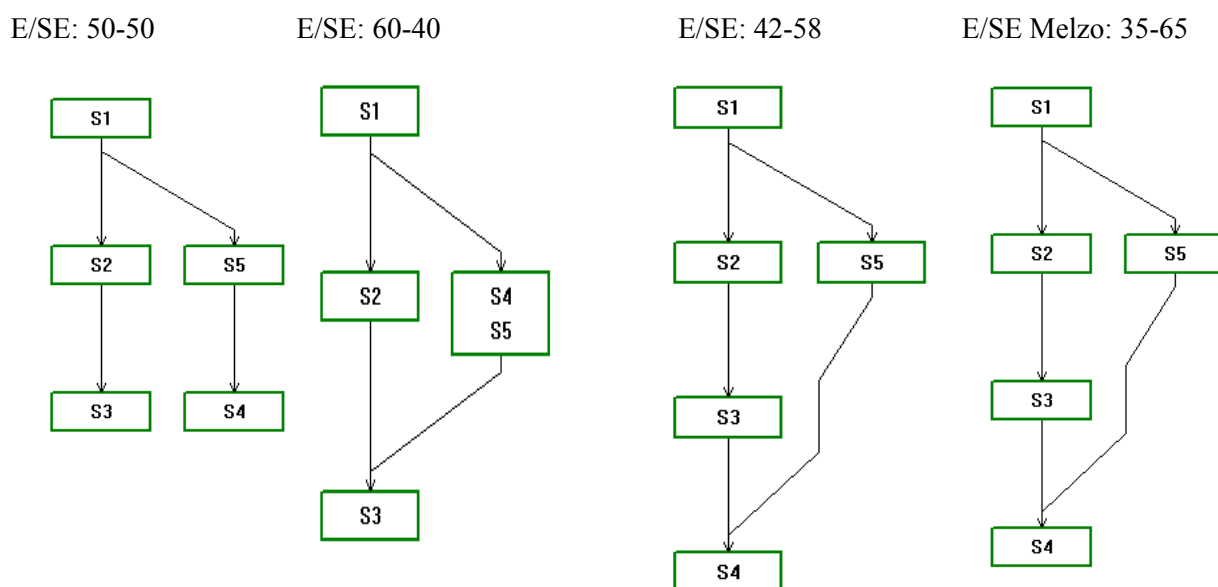 E/SE: 50-50
E/SE: 60-40
E/SE: 42-58
E/SE Melzo: 35-65
S1
S2
S5
S3
S4
S1
S2
S4
S5
S3
S1
S2
S5
S3
S4
S1
S2
S5
S3
S4